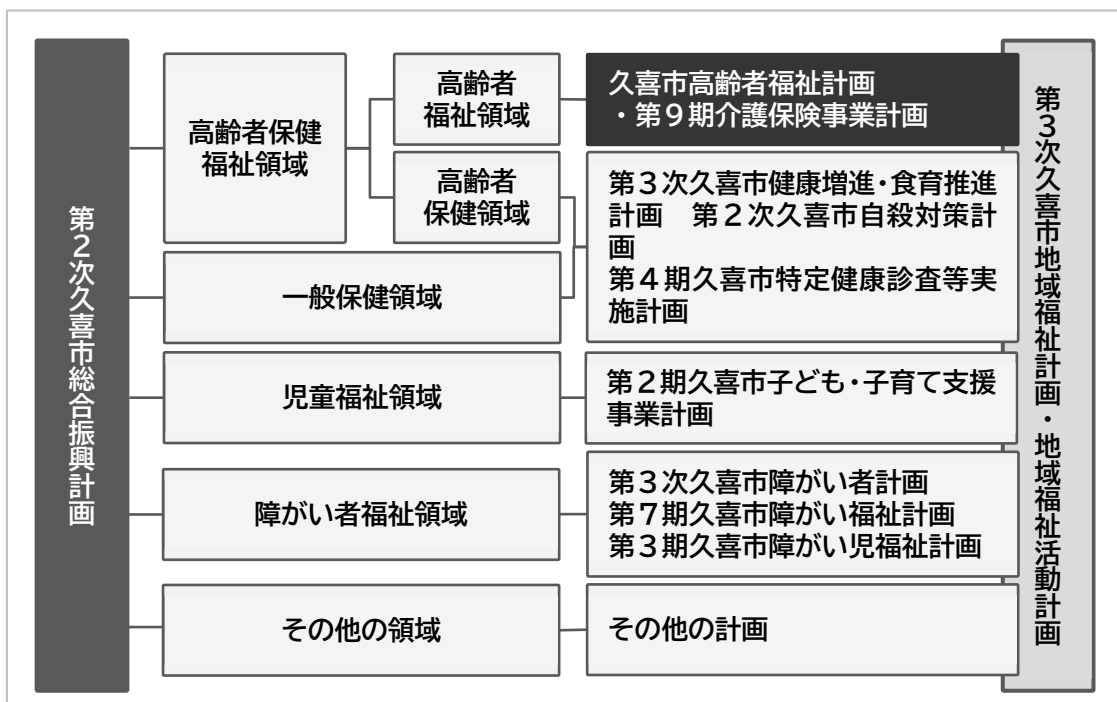 第２次久喜市総合振興計画
高齢者保健
福祉領域
高齢者
福祉領域
久喜市高齢者福祉計画
・第９期介護保険事業計画
高齢者
保健領域
一般保健領域
第３次久喜市健康増進・食育推進
計画　第２次久喜市自殺対策計
画
第４期久喜市特定健康診査等実
施計画
児童福祉領域
第２期久喜市子ども・子育て支援
事業計画
障がい者福祉領域
第３次久喜市障がい者計画
第７期久喜市障がい福祉計画
第３期久喜市障がい児福祉計画
その他の領域
その他の計画
第３次久喜市地域福祉計画・地域福祉活動計画